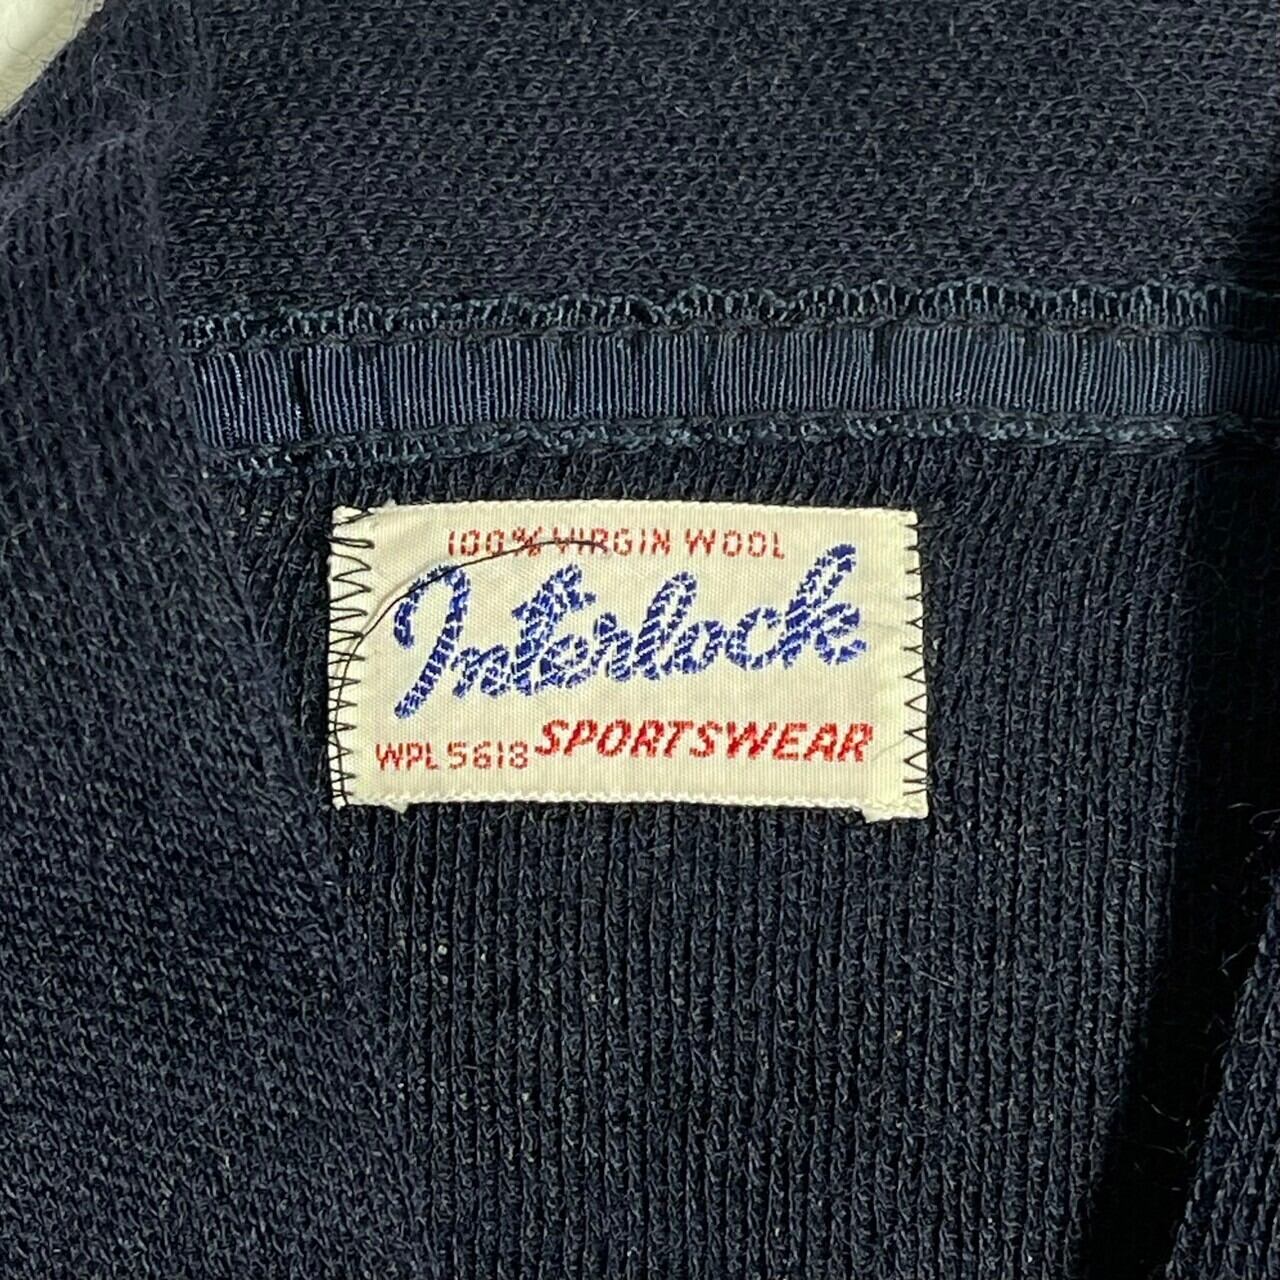 100% VIRGIN WOOL
Interlock
WPL 5618 SPORTSWEAR